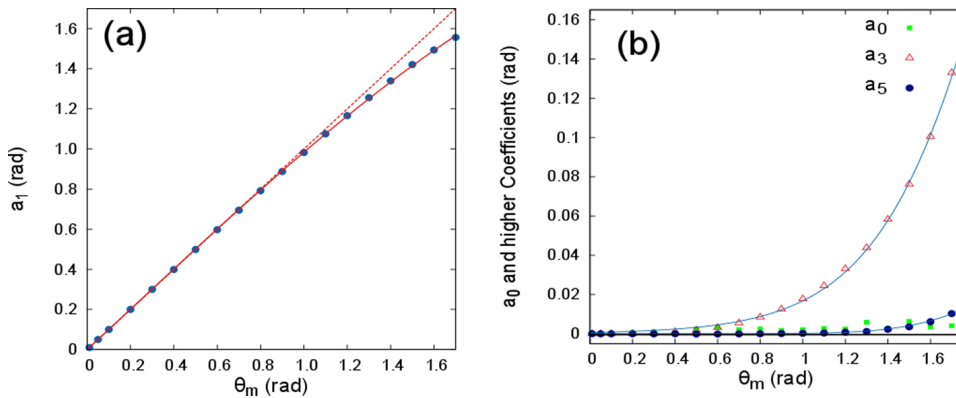 (a)
1.6
1.4
1.2
1.0
0.8
0.6
0.4
0.2
0
a1 (rad)
0 0.2 0.4 0.6 0.8 1.0 1.2 1.4 1.6
θm (rad)
(b)
a0
a3
a5
0.16
0.14
0.12
0.1
0.08
0.06
0.04
0.02
0
a0 and higher Coefficients (rad)
0 0.2 0.4 0.6 0.8 1 1.2 1.4 1.6
θm (rad)